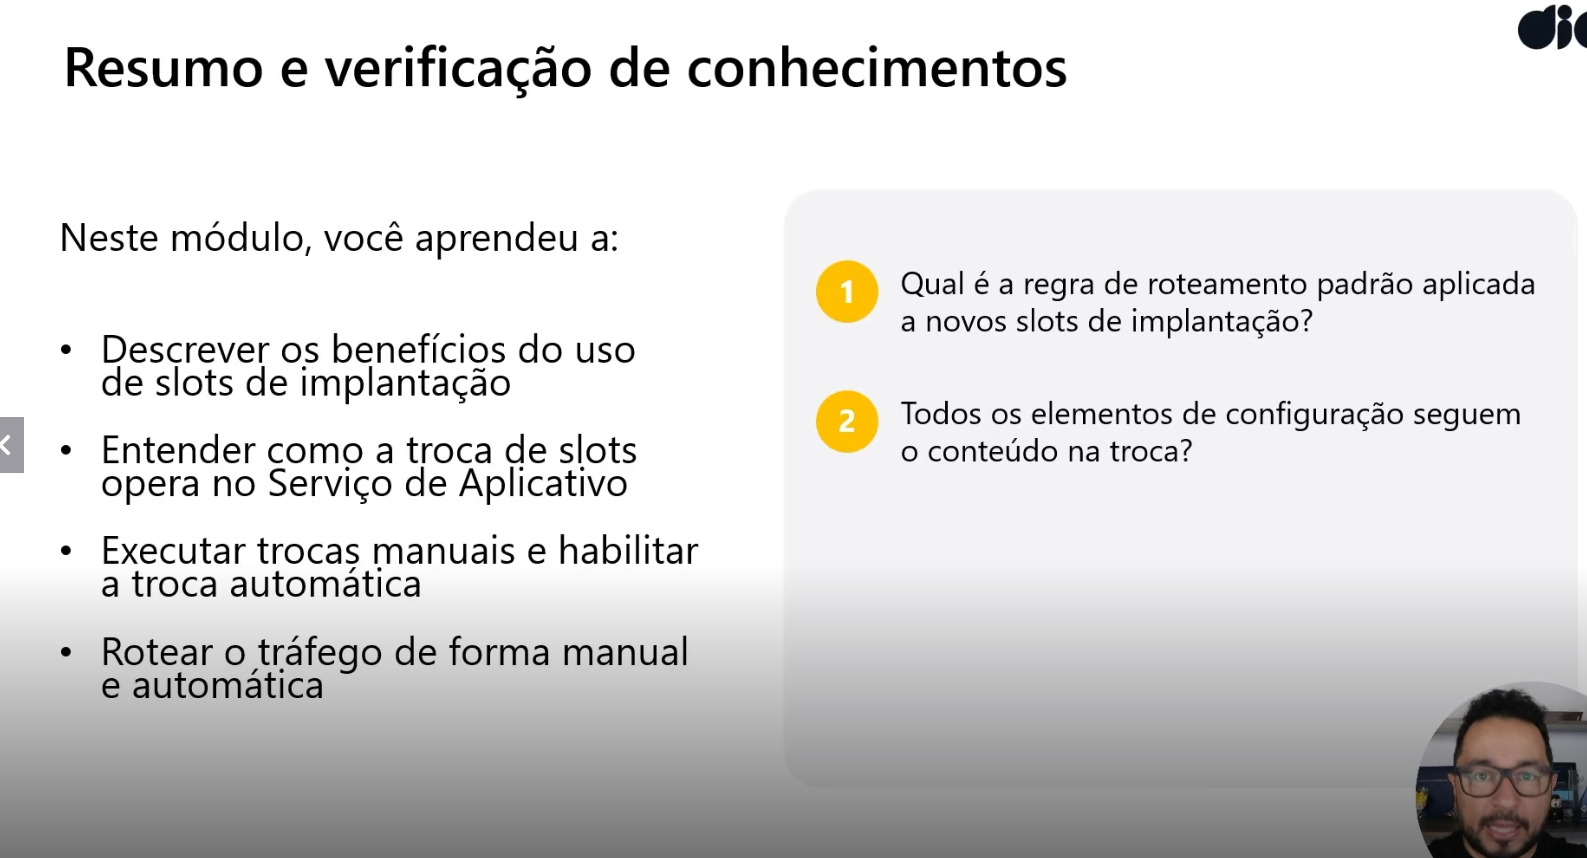 Resumo e verificação de conhecimentos
Neste módulo, você aprendeu a:
• Descrever os benefícios do uso
de slots de implantação
• Entender como a troca de slots
opera no Serviço de Aplicativo
• Executar trocas manuais e habilitar
a troca automática
• Rotear o tráfego de forma manual
e automática
1 Qual é a regra de roteamento padrão aplicada
a novos slots de implantação?
2 Todos os elementos de configuração seguem
o conteúdo na troca?